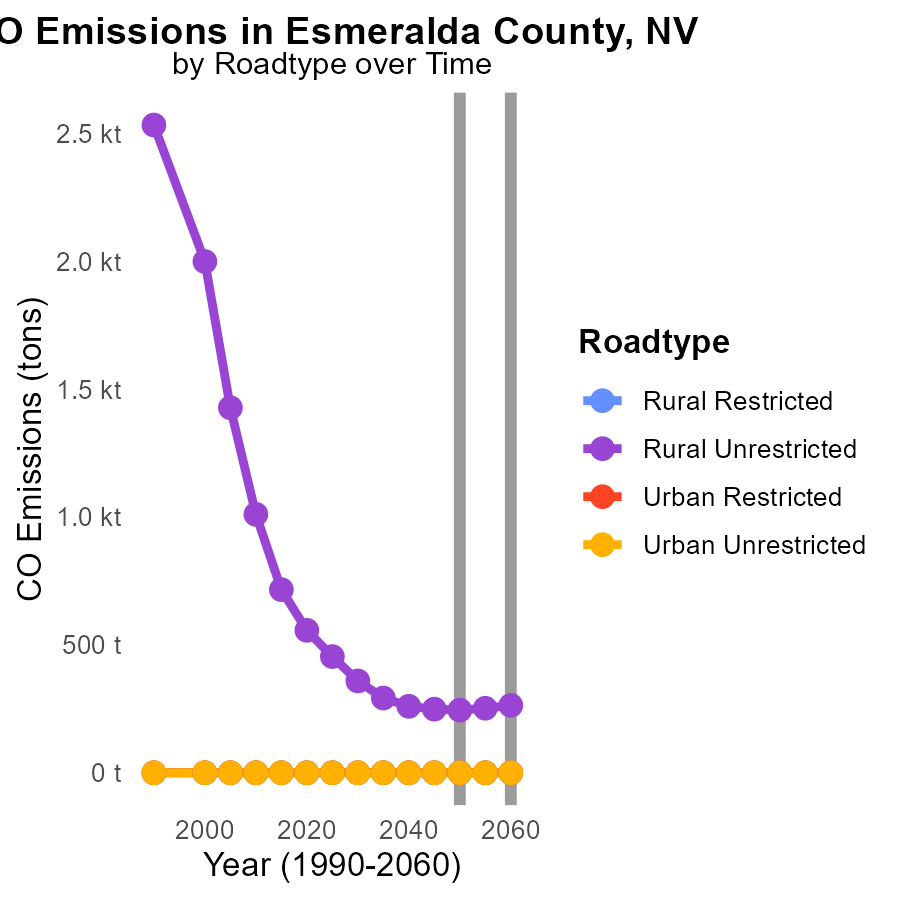 O Emissions in Esmeralda County, NV
by Roadtype over Time
CO Emissions (tons)
2.5 kt
2.0 kt
1.5 kt
1.0 kt
500 t
0 t
2000 2020 2040 2060
Year (1990-2060)
Roadtype
Rural Restricted
Rural Unrestricted
Urban Restricted
Urban Unrestricted